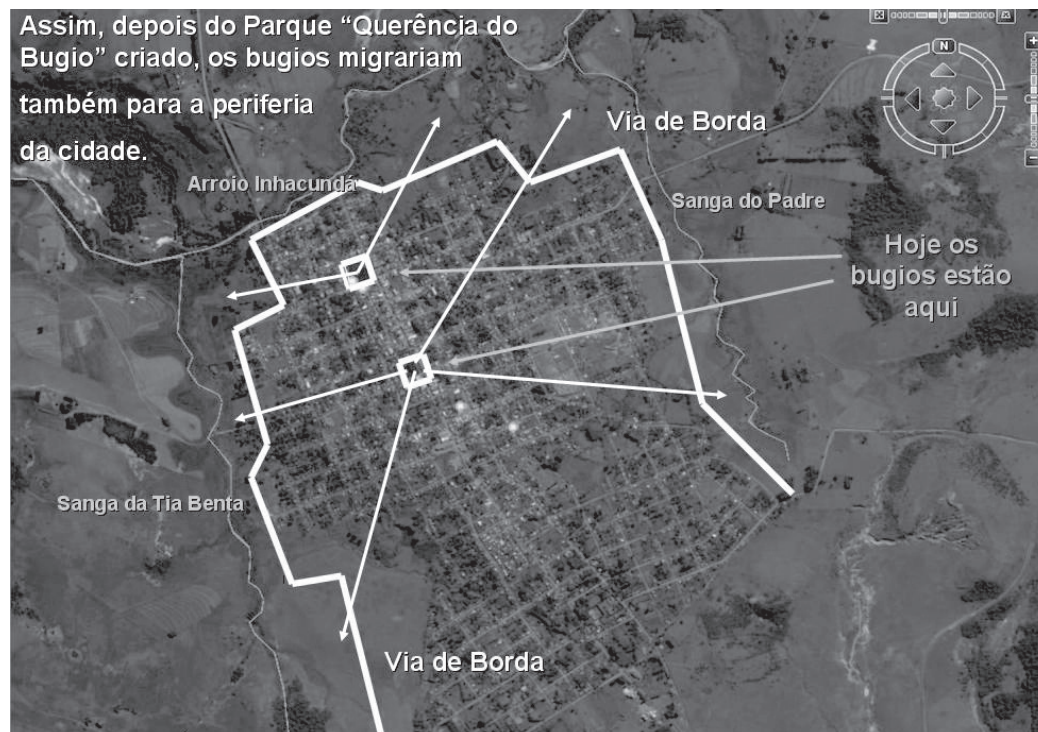 Assim, depois do Parque “Querência do
Bugio” criado, os bugios migrariam
também para a periferia
da cidade.
N
Via de Borda
Arroio Inhacundá
Sanga do Padre
Hoje os
bugios estão
aqui
Sanga da Tia Benta
Via de Borda